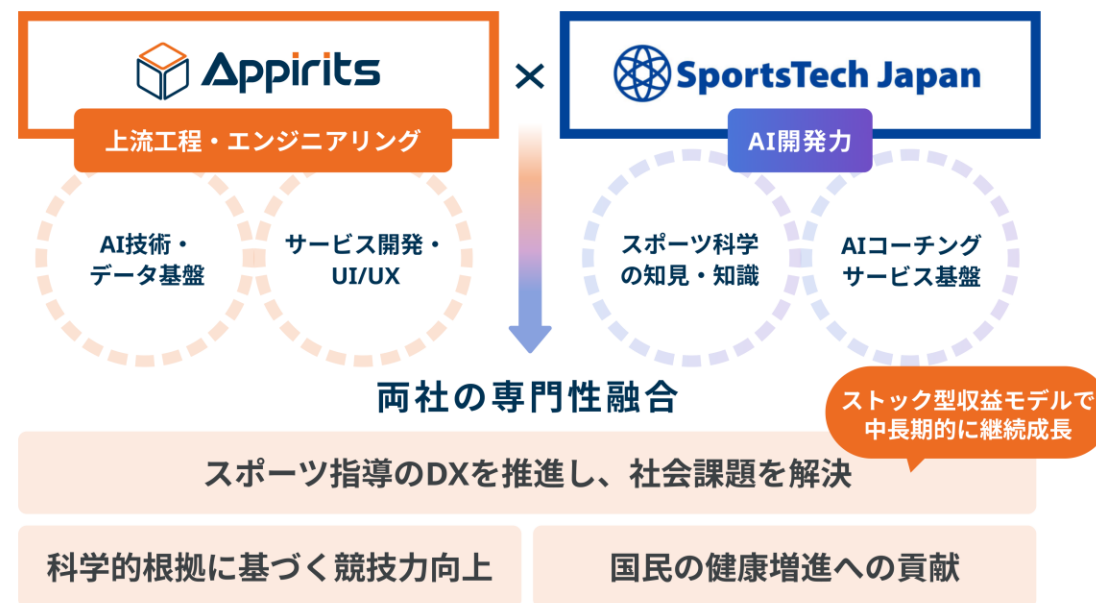 Appirits
×
SportsTech Japan
上流工程・エンジニアリング
AI開発力
AI技術・
データ基盤
サービス開発・
UI/UX
スポーツ科学
の知見・知識
AIコーチング
サービス基盤
両社の専門性融合
ストック型収益モデルで
中長期的に継続成長
スポーツ指導のDXを推進し、社会課題を解決
科学的根拠に基づく競技力向上
国民の健康増進への貢献